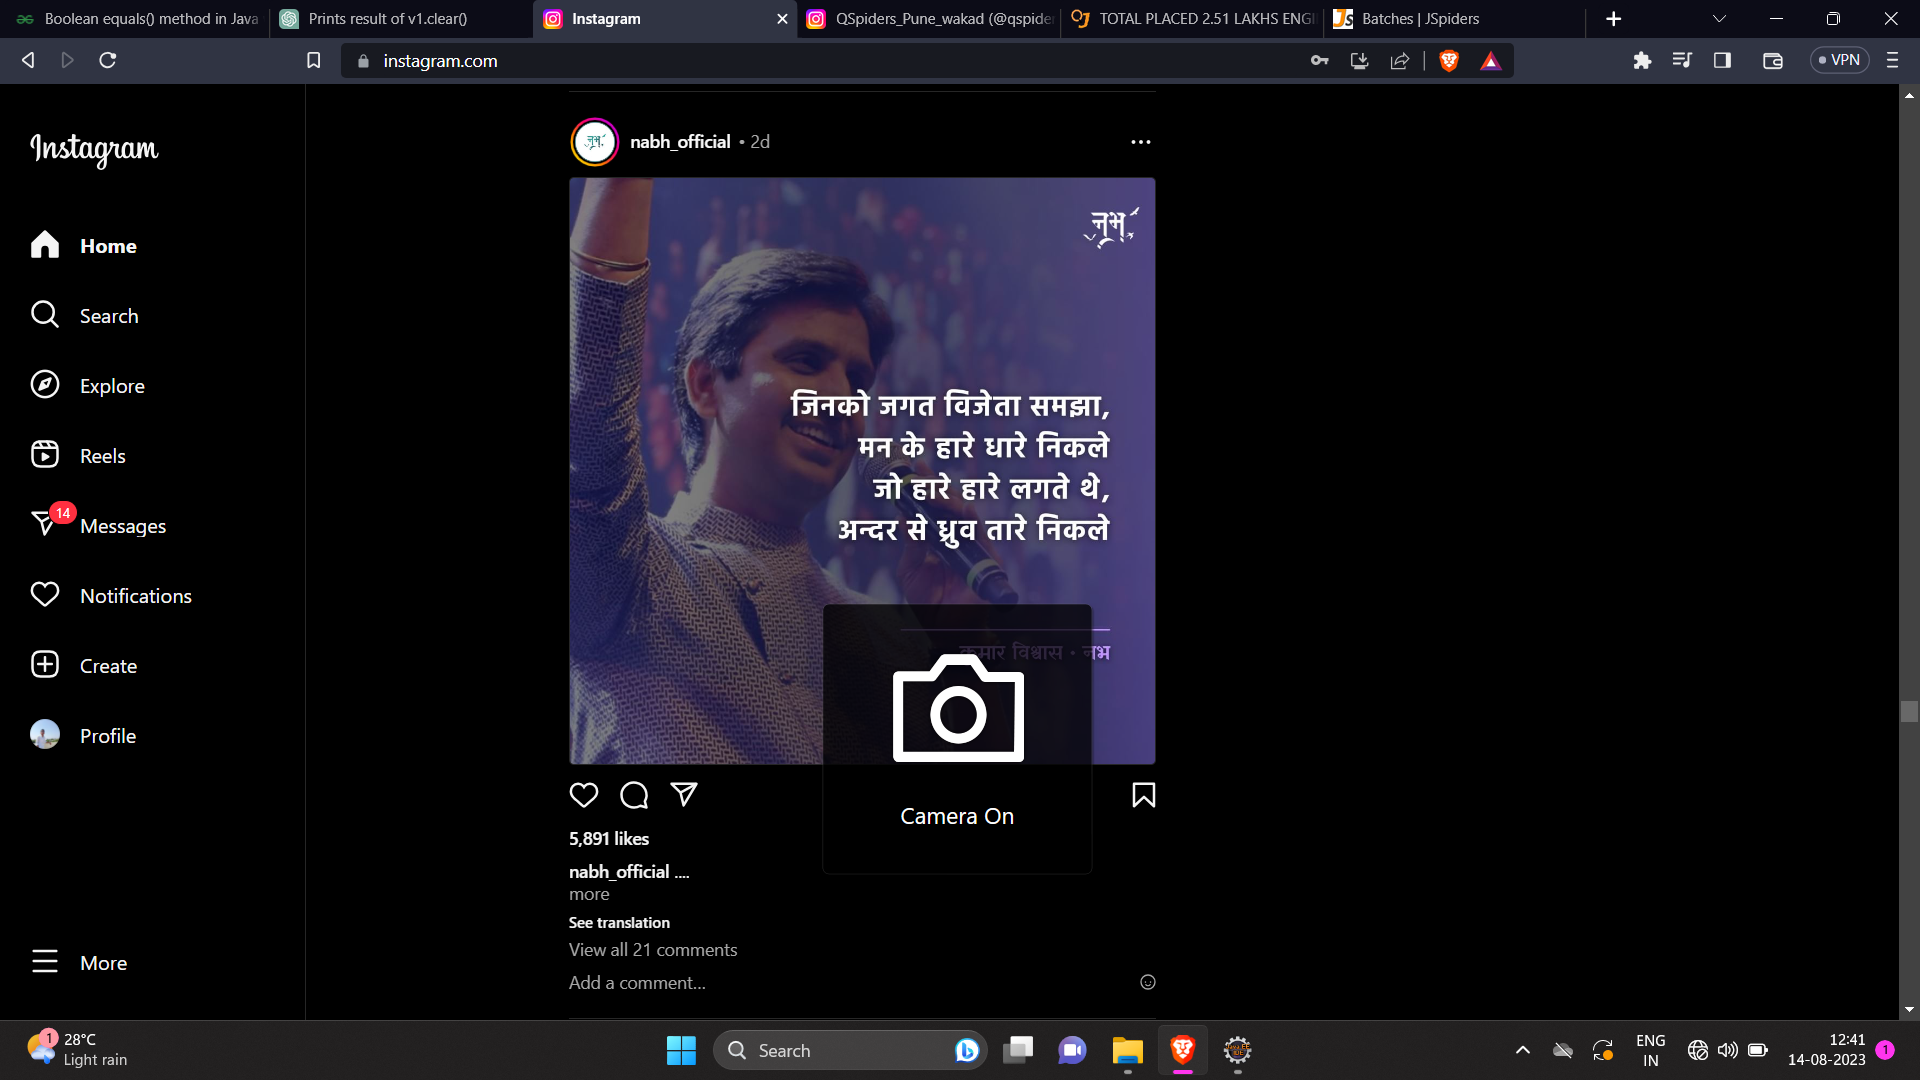 Boolean equals() method in Java
Prints result of v1.clear()
Instagram
QSpiders_Pune_wakad (@qspider
TOTAL PLACED 2.51 LAKHS ENGI
Batches | JSpiders
instagram.com
VPN
Instagram
Home
Search
Explore
Reels
14
Messages
Notifications
Create
Profile
More
nabh_official • 2d
नभ
नभ
जिनको जगत विजेता समझा,
मन के हारे धारे निकले
जो हारे हारे लगते थे,
अन्दर से ध्रुव तारे निकले
कुमार विश्वास • नभ
Camera On
5,891 likes
nabh_official ....
more
See translation
View all 21 comments
Add a comment...
1
28°C
Light rain
Search
ENG
IN
12:41
14-08-2023
1